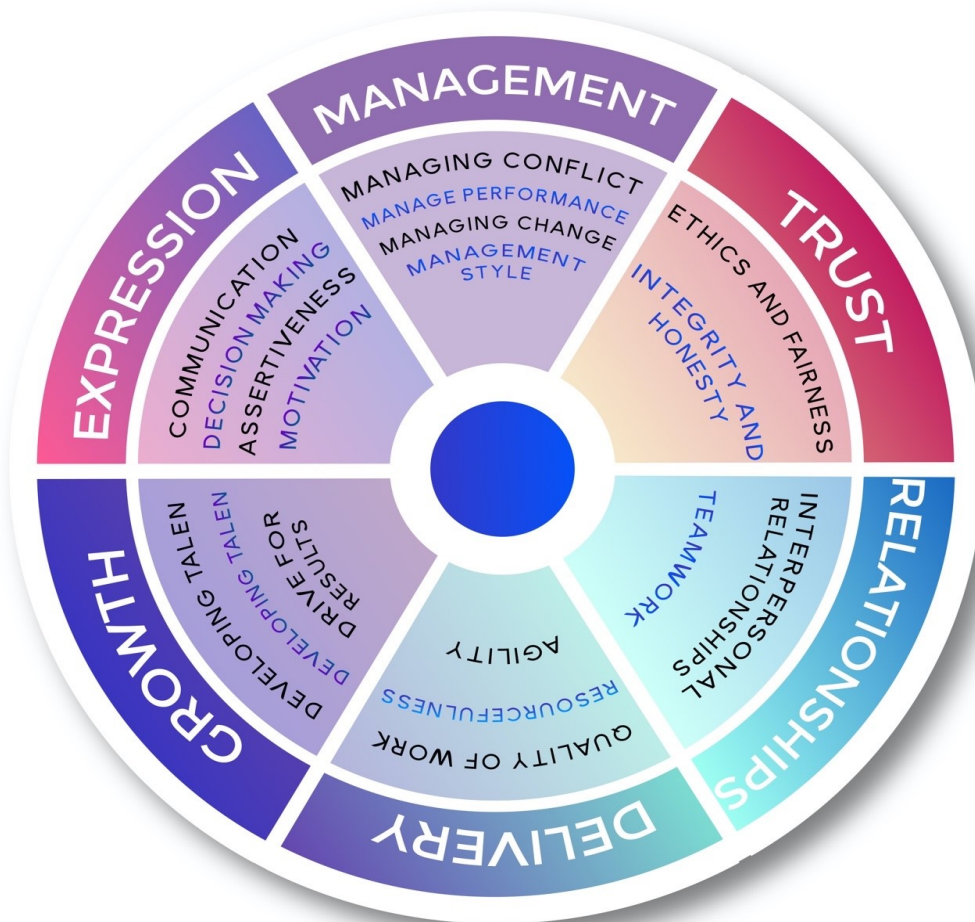 MANAGEMENT
MANAGING CONFLICT
MANAGE PERFORMANCE
MANAGING CHANGE
MANAGEMENT
STYLE
TRUST
ETHICS AND FAIRNESS
INTEGRITY AND
HONESTY
RELATIONSHIPS
INTERPERSONAL
RELATIONSHIPS
TEAMWORK
DELIVERY
QUALITY OF WORK
RESOURCEFULNESS
AGILITY
GROWTH
DEVELOPING TALEN
DEVELOPING TALEN
DRIVE FOR
RESULTS
EXPRESSION
COMMUNICATION
DECISION MAKING
ASSERTIVENESS
MOTIVATION